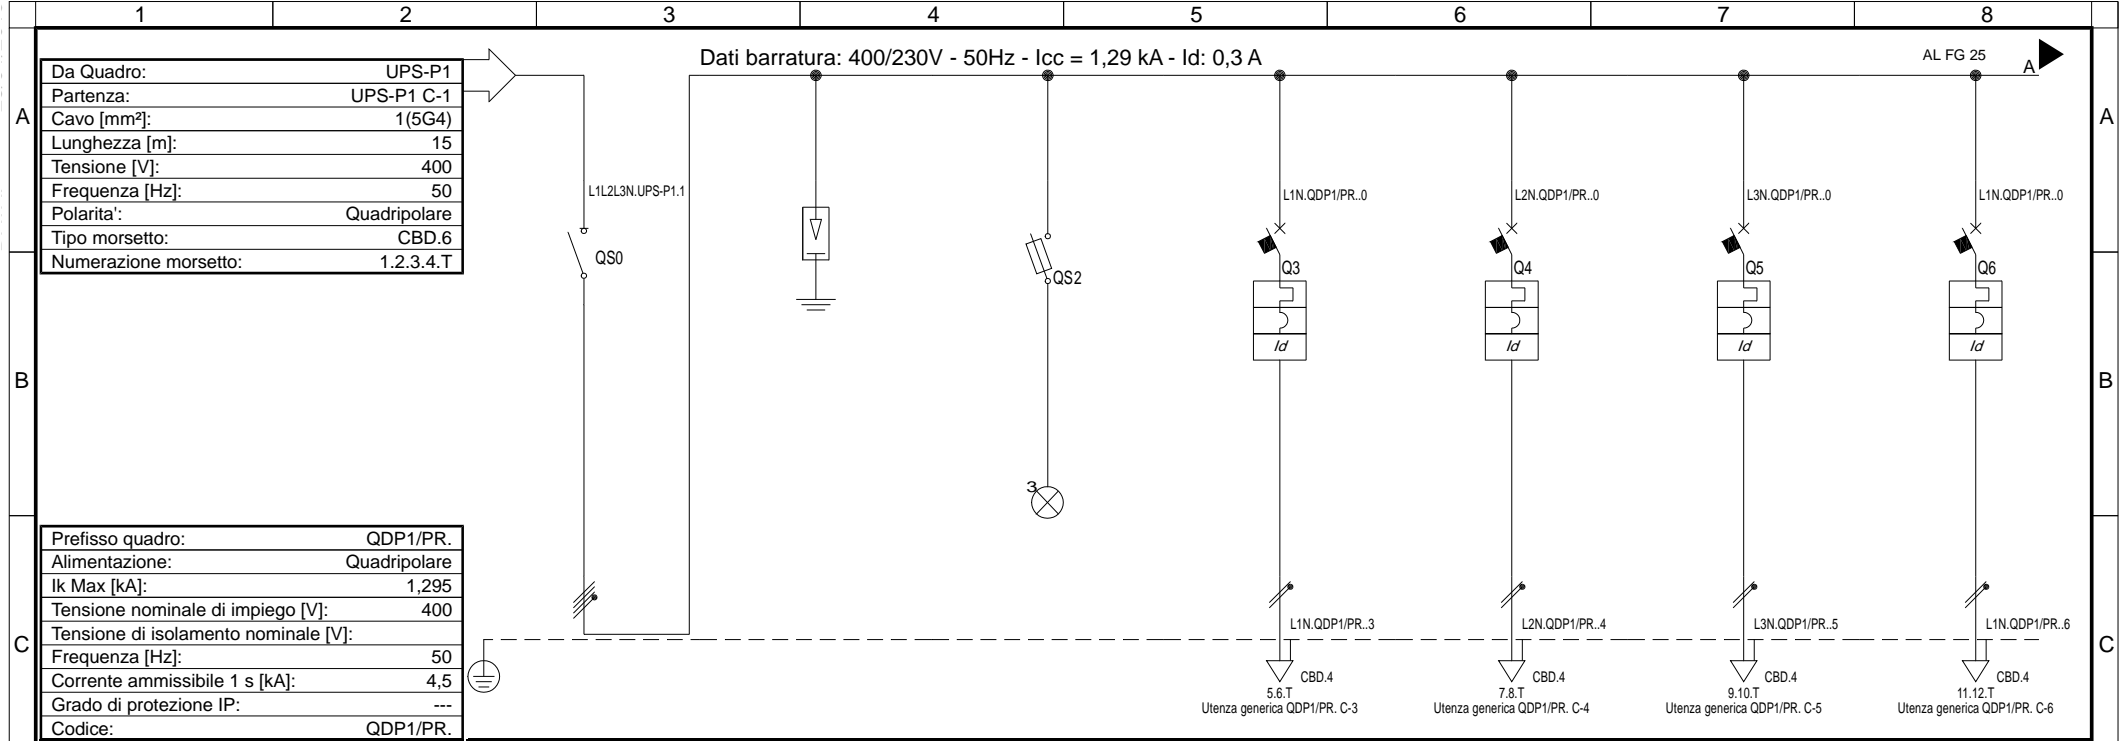 1 2 3 4 5 6 7 8
Dati barratura: 400/230V - 50Hz - Icc = 1,29 kA - Id: 0,3 A
AL FG 25
A
A
A
Da Quadro: UPS-P1
Partenza: UPS-P1 C-1
Cavo [mm²]: 1(5G4)
Lunghezza [m]: 15
Tensione [V]: 400
Frequenza [Hz]: 50
Polarita': Quadripolare
Tipo morsetto: CBD.6
Numerazione morsetto: 1.2.3.4.T
L1L2L3N.UPS-P1.1
L1N.QDP1/PR..0
L2N.QDP1/PR..0
L3N.QDP1/PR..0
L1N.QDP1/PR..0
QS0
QS2
Q3
Q4
Q5
Q6
Id
Id
Id
Id
B
B
3
Prefisso quadro: QDP1/PR.
Alimentazione: Quadripolare
Ik Max [kA]: 1,295
Tensione nominale di impiego [V]: 400
Tensione di isolamento nominale [V]:
Frequenza [Hz]: 50
Corrente ammissibile 1 s [kA]: 4,5
Grado di protezione IP: ---
Codice: QDP1/PR.
C
C
L1N.QDP1/PR..3
L2N.QDP1/PR..4
L3N.QDP1/PR..5
L1N.QDP1/PR..6
CBD.4
CBD.4
CBD.4
CBD.4
5.6.T
7.8.T
9.10.T
11.12.T
Utenza generica QDP1/PR. C-3
Utenza generica QDP1/PR. C-4
Utenza generica QDP1/PR. C-5
Utenza generica QDP1/PR. C-6